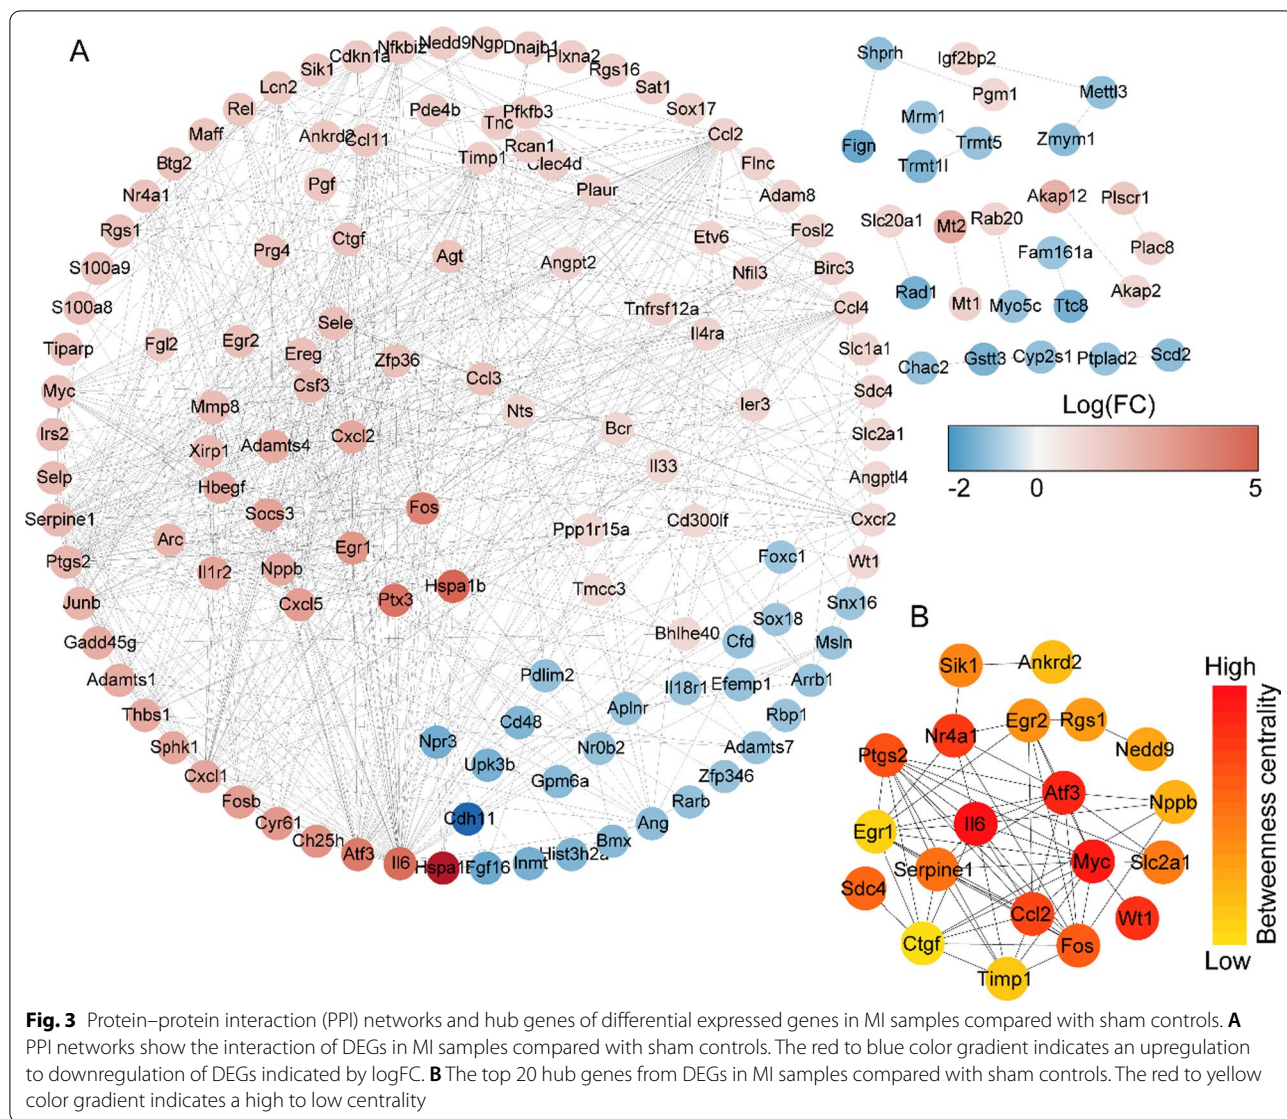 A
Nfkbiz Nedd9 Ngp Dnajb1
Cdkn1a Plxna2
Sik1 Rgs16
Lcn2 Sat1
Rel Pde4b Pfkfb3 Sox17
Tnc
Maff Ankrd2 Ccl11 Rcan1 Ccl2
Btg2 Timp1 Clec4d Flnc
Nr4a1 Pgf Plaur Adam8
Rgs1 Prg4 Ctgf Agt Angpt2 Etv6 Fosl2
S100a9 Nfil3 Birc3
S100a8 Sele Tnfrsf12a Ccl4
Tiparp Fgl2 Egr2 Ereg Zfp36 Il4ra Slc1a1
Myc Csf3 Ccl3 Sdc4
Mmp8 Nts Ier3
Irs2 Xirp1 Adamts4 Cxcl2 Bcr Slc2a1
Selp Hbegf Il33 Angptl4
Serpine1 Socs3 Fos Ppp1r15a Cd300lf Cxcr2
Arc Egr1
Ptgs2 Il1r2 Nppb Foxc1 Wt1
Junb Cxcl5 Ptx3 Hspa1b Tmcc3 Snx16
Gadd45g Bhlhe40 Sox18 Cfd Msln
Adamts1 Pdlim2 Il18r1 Efemp1 Arrb1
Thbs1 Cd48 Aplnr Rbp1
Sphk1 Npr3 Upk3b Nr0b2 Adamts7
Cxcl1 Gpm6a Zfp346
Fosb Cdh11 Rarb
Cyr61 Ang
Ch25h Bmx
Atf3 Il6 Fgf16 Inmt
Shprh Igf2bp2
Pgm1 Mettl3
Mrm1
Fign Trmt5 Zmym1
Trmt1l
Akap12 Plscr1
Slc20a1 Mt2 Rab20
Fam161a Plac8
Rad1 Mt1 Myo5c Ttc8 Akap2
Chac2 Gstt3 Cyp2s1 Ptplad2 Scd2
Log(FC)
-2 0 5
B
Sik1 Ankrd2
Nr4a1 Egr2 Rgs1
Ptgs2 Nedd9
Atf3 Nppb
Egr1 Il6
Serpine1 Myc Slc2a1
Sdc4
Ccl2 Wt1
Ctgf Fos
Timp1
High
Betweenness centrality
Low
Fig. 3 Protein–protein interaction (PPI) networks and hub genes of differential expressed genes in MI samples compared with sham controls. A
PPI networks show the interaction of DEGs in MI samples compared with sham controls. The red to blue color gradient indicates an upregulation
to downregulation of DEGs indicated by logFC. B The top 20 hub genes from DEGs in MI samples compared with sham controls. The red to yellow
color gradient indicates a high to low centrality